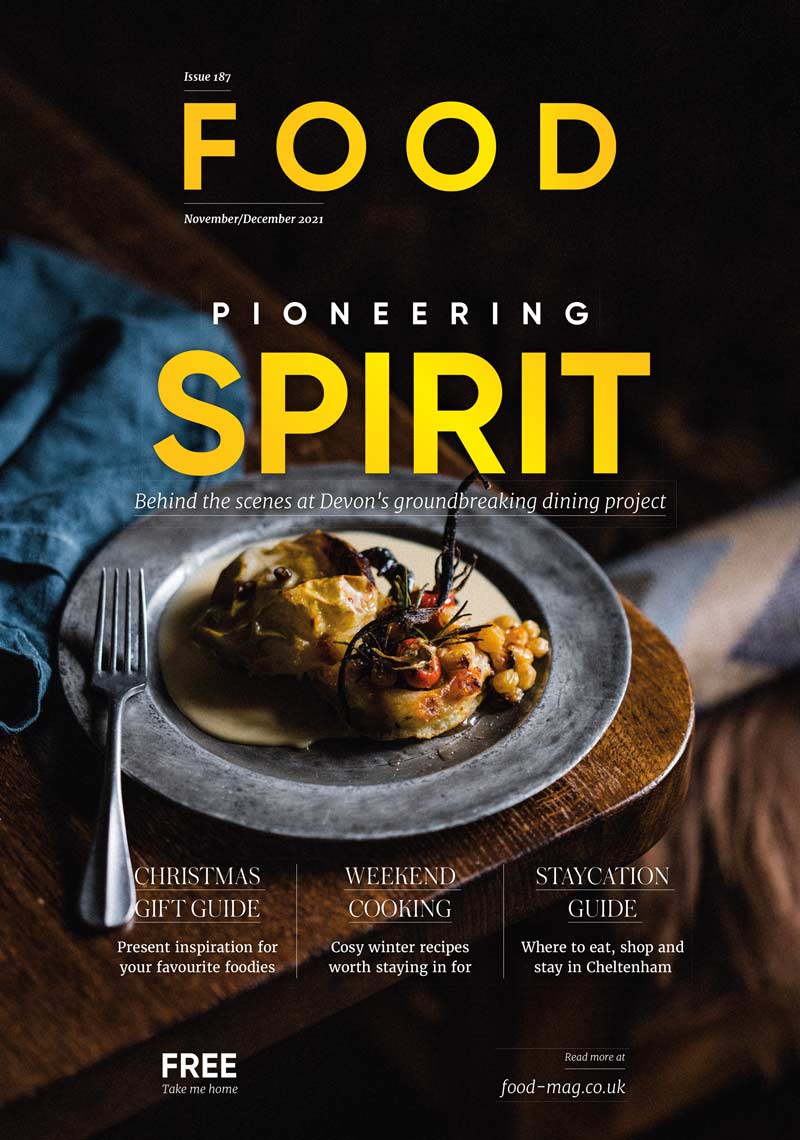 Issue 187
FOOD
November/December 2021
PIONEERING
SPIRIT
Behind the scenes at Devon's groundbreaking dining project
CHRISTMAS
GIFT GUIDE
Present inspiration for
your favourite foodies
WEEKEND
COOKING
Cosy winter recipes
worth staying in for
STAYCATION
GUIDE
Where to eat, shop and
stay in Cheltenham
FREE
Take me home
Read more at
food-mag.co.uk